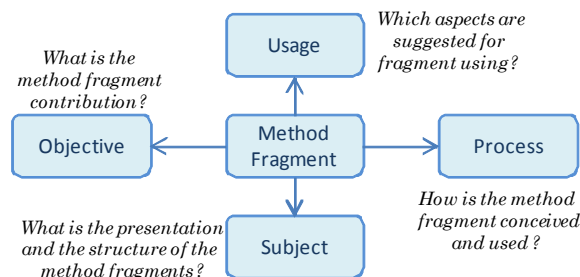 Usage
Which aspects are
suggested for
fragment using?
What is the
method fragment
contribution?
Objective
Method
Fragment
Process
What is the presentation
and the structure of the
method fragments?
Subject
How is the method
fragment conceived
and used?